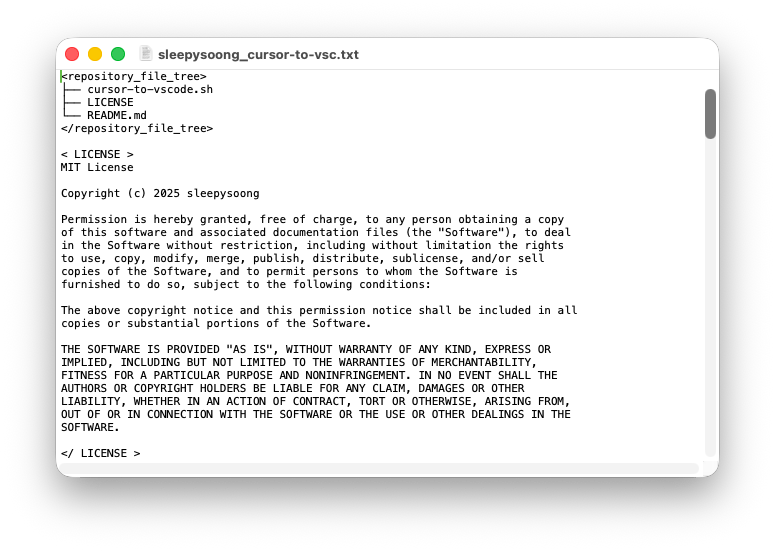 sleepysoong_cursor-to-vsc.txt
<repository_file_tree>
├── cursor-to-vscode.sh
├── LICENSE
└── README.md
</repository_file_tree>

< LICENSE >
MIT License

Copyright (c) 2025 sleepysoong

Permission is hereby granted, free of charge, to any person obtaining a copy
of this software and associated documentation files (the "Software"), to deal
in the Software without restriction, including without limitation the rights
to use, copy, modify, merge, publish, distribute, sublicense, and/or sell
copies of the Software, and to permit persons to whom the Software is
furnished to do so, subject to the following conditions:

The above copyright notice and this permission notice shall be included in all
copies or substantial portions of the Software.

THE SOFTWARE IS PROVIDED "AS IS", WITHOUT WARRANTY OF ANY KIND, EXPRESS OR
IMPLIED, INCLUDING BUT NOT LIMITED TO THE WARRANTIES OF MERCHANTABILITY,
FITNESS FOR A PARTICULAR PURPOSE AND NONINFRINGEMENT. IN NO EVENT SHALL THE
AUTHORS OR COPYRIGHT HOLDERS BE LIABLE FOR ANY CLAIM, DAMAGES OR OTHER
LIABILITY, WHETHER IN AN ACTION OF CONTRACT, TORT OR OTHERWISE, ARISING FROM,
OUT OF OR IN CONNECTION WITH THE SOFTWARE OR THE USE OR OTHER DEALINGS IN THE
SOFTWARE.

</ LICENSE >